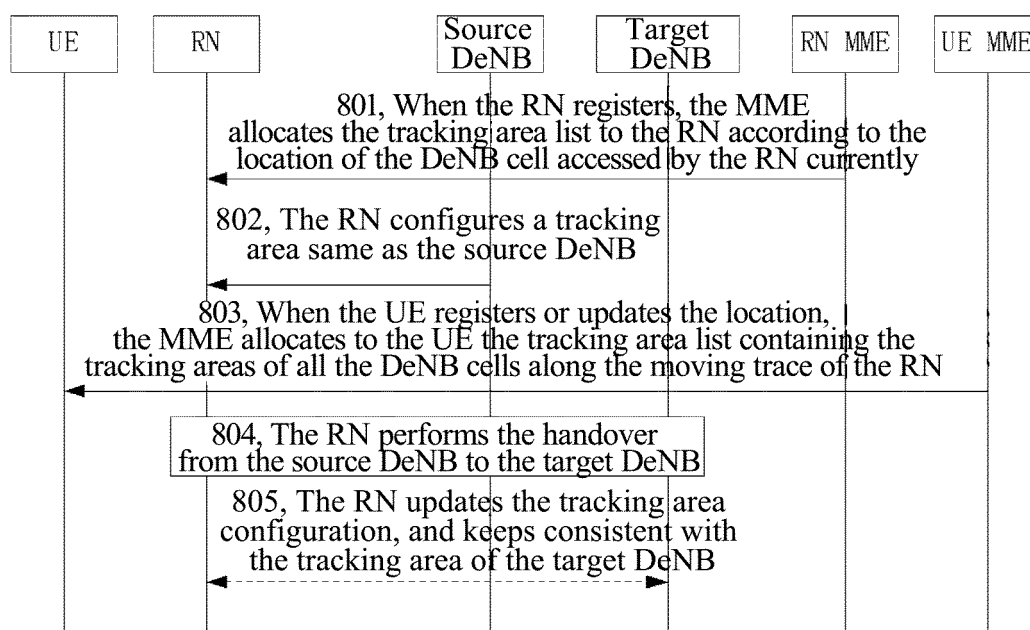 UE
RN
Source
DeNB
Target
DeNB
RN MME
UE MME
801, When the RN registers, the MME
allocates the tracking area list to the RN according to the
location of the DeNB cell accessed by the RN currently
802, The RN configures a tracking
area same as the source DeNB
803, When the UE registers or updates the location,
the MME allocates to the UE the tracking area list containing the
tracking areas of all the DeNB cells along the moving trace of the RN
804, The RN performs the handover
from the source DeNB to the target DeNB
805, The RN updates the tracking area
configuration, and keeps consistent with
the tracking area of the target DeNB